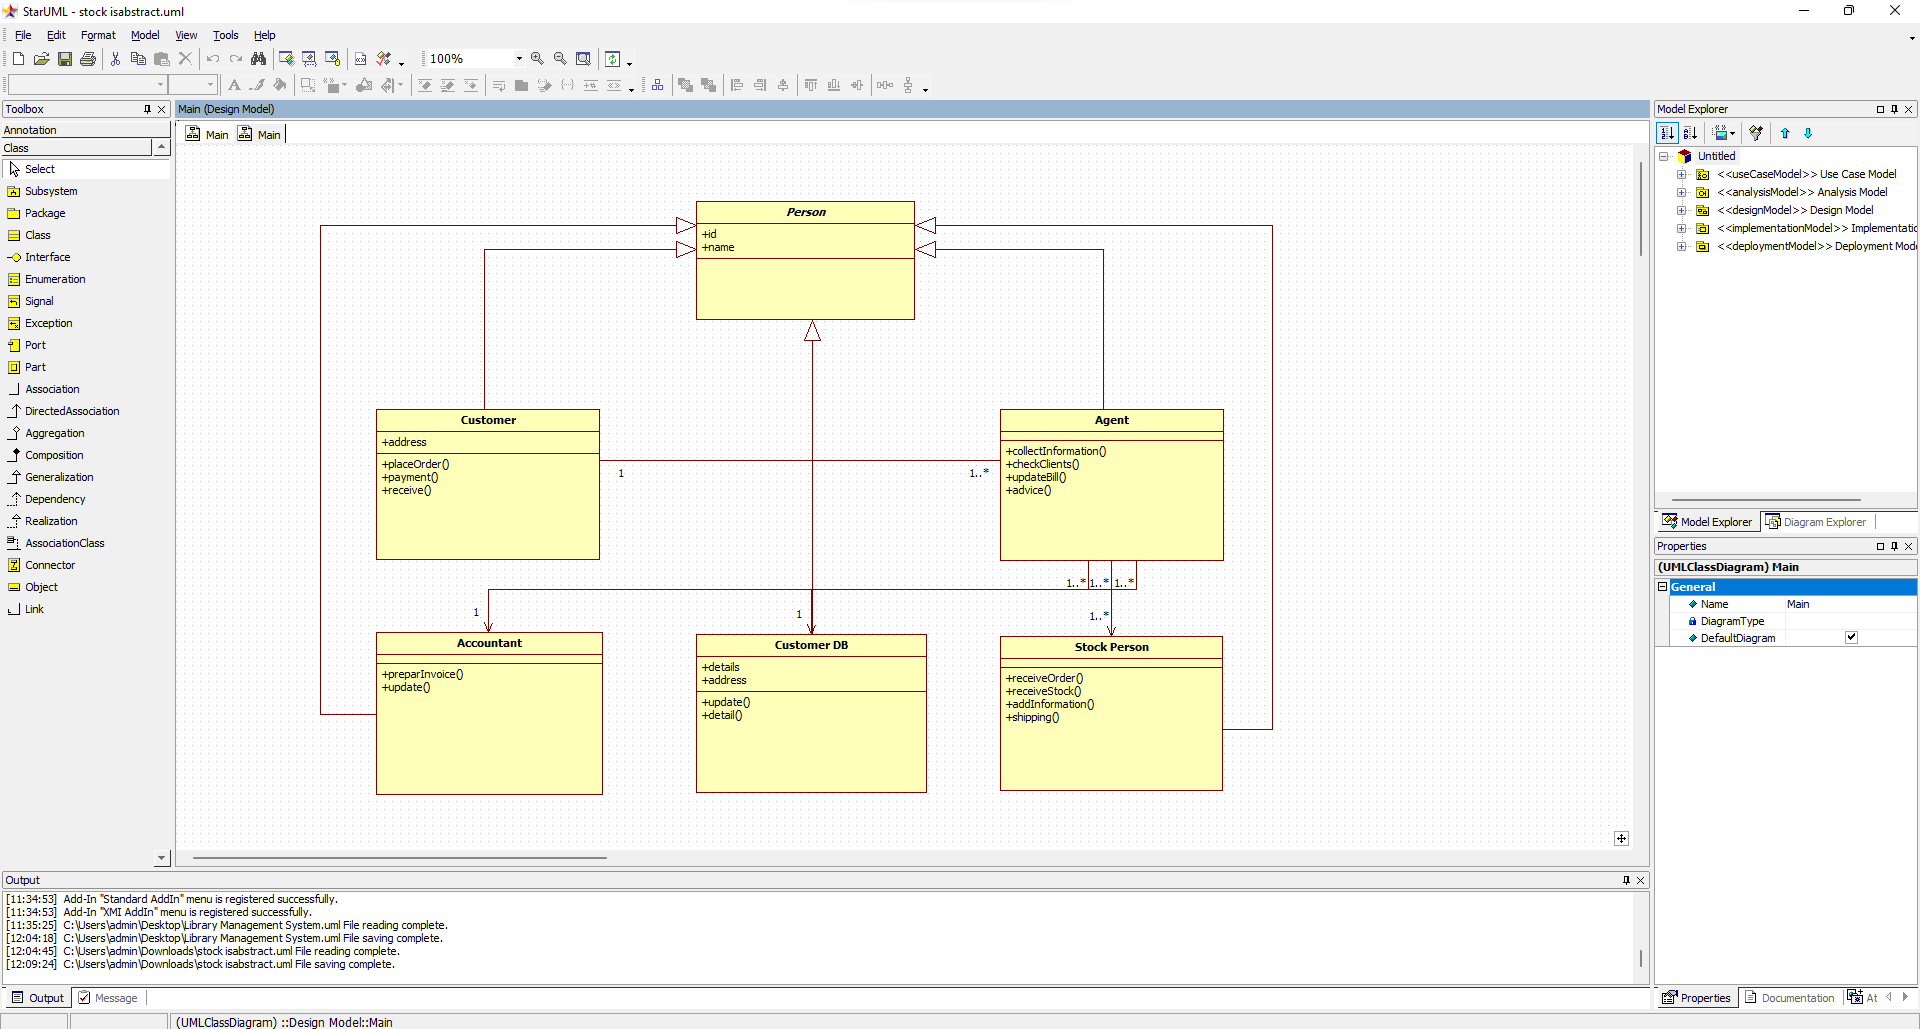 StarUML - stock isabstract.uml
File Edit Format Model View Tools Help
100%
Toolbox
Annotation
Class
Select
Subsystem
Package
Class
Interface
Enumeration
Signal
Exception
Port
Part
Association
DirectedAssociation
Aggregation
Composition
Generalization
Dependency
Realization
AssociationClass
Connector
Object
Link
Main (Design Model)
Main Main
Person
+id
+name
Customer
+address
+placeOrder()
+payment()
+receive()
1
1..*
Agent
+collectInformation()
+checkClients()
+updateBill()
+advice()
1..* 1..* 1..*
1
1
1..*
Accountant
+preparInvoice()
+update()
Customer DB
+details
+address
+update()
+detail()
Stock Person
+receiveOrder()
+receiveStock()
+addInformation()
+shipping()
Model Explorer
Untitled
<<useCaseModel>> Use Case Model
<<analysisModel>> Analysis Model
<<designModel>> Design Model
<<implementationModel>> Implementatic
<<deploymentModel>> Deployment Mode
Model Explorer Diagram Explorer
Properties
(UMLClassDiagram) Main
General
Name Main
DiagramType
DefaultDiagram
Properties Documentation At
Output
[11:34:53] Add-In "Standard AddIn" menu is registered successfully.
[11:34:53] Add-In "XMI AddIn" menu is registered successfully.
[11:35:25] C:\Users\admin\Desktop\Library Management System.uml File reading complete.
[12:04:18] C:\Users\admin\Desktop\Library Management System.uml File saving complete.
[12:04:45] C:\Users\admin\Downloads\stock isabstract.uml File reading complete.
[12:09:24] C:\Users\admin\Downloads\stock isabstract.uml File saving complete.
Output Message
(UMLClassDiagram) ::Design Model::Main